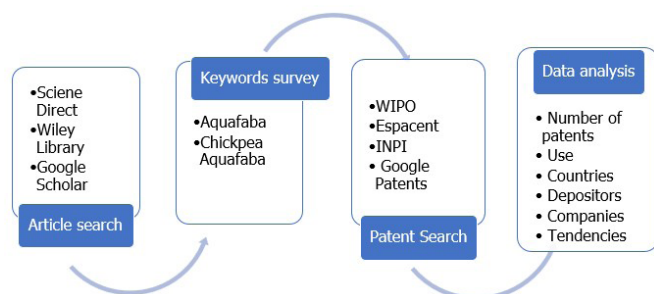 •Sciene
Direct
•Wiley
Library
•Google
Scholar
Article search
Keywords survey
•Aquafaba
•Chickpea
Aquafaba
•WIPO
•Espacent
•INPI
• Google
Patents
Patent Search
Data analysis
• Number of
patents
• Use
• Countries
• Depositors
• Companies
• Tendencies